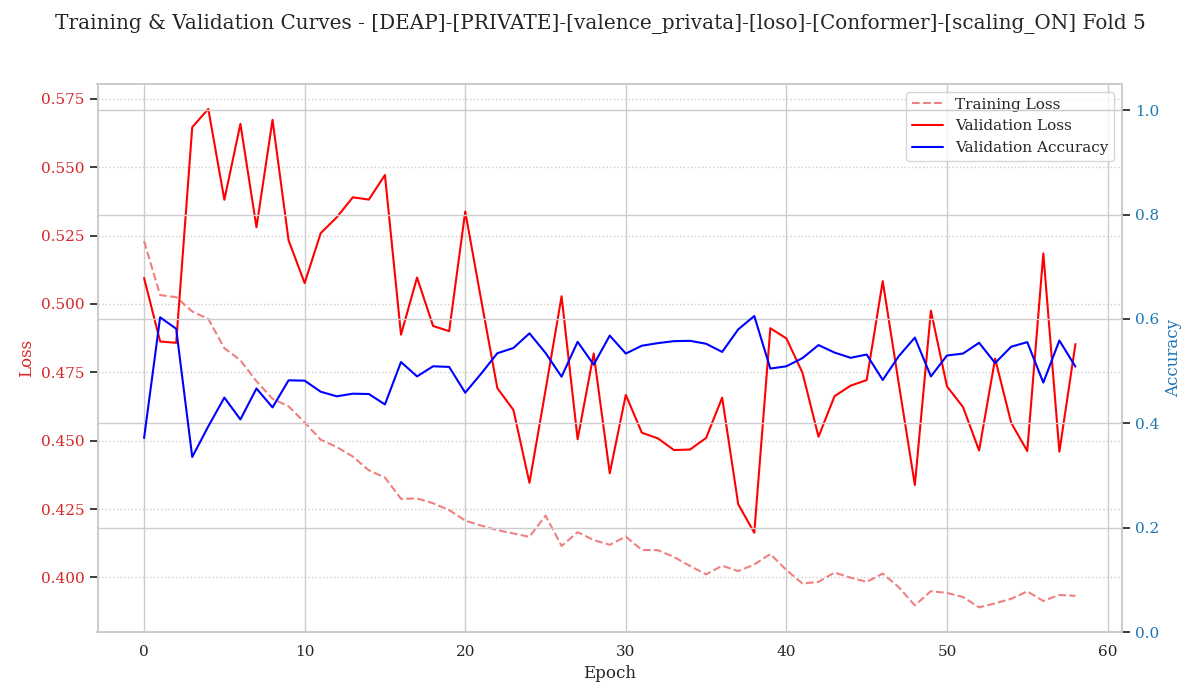 Training & Validation Curves - [DEAP]-[PRIVATE]-[valence_privata]-[loso]-[Conformer]-[scaling_ON] Fold 5
Training Loss
Validation Loss
Validation Accuracy
Loss
0.575
0.550
0.525
0.500
0.475
0.450
0.425
0.400
1.0
0.8
0.6
0.4
0.2
0.0
Accuracy
0 10 20 30 40 50 60
Epoch